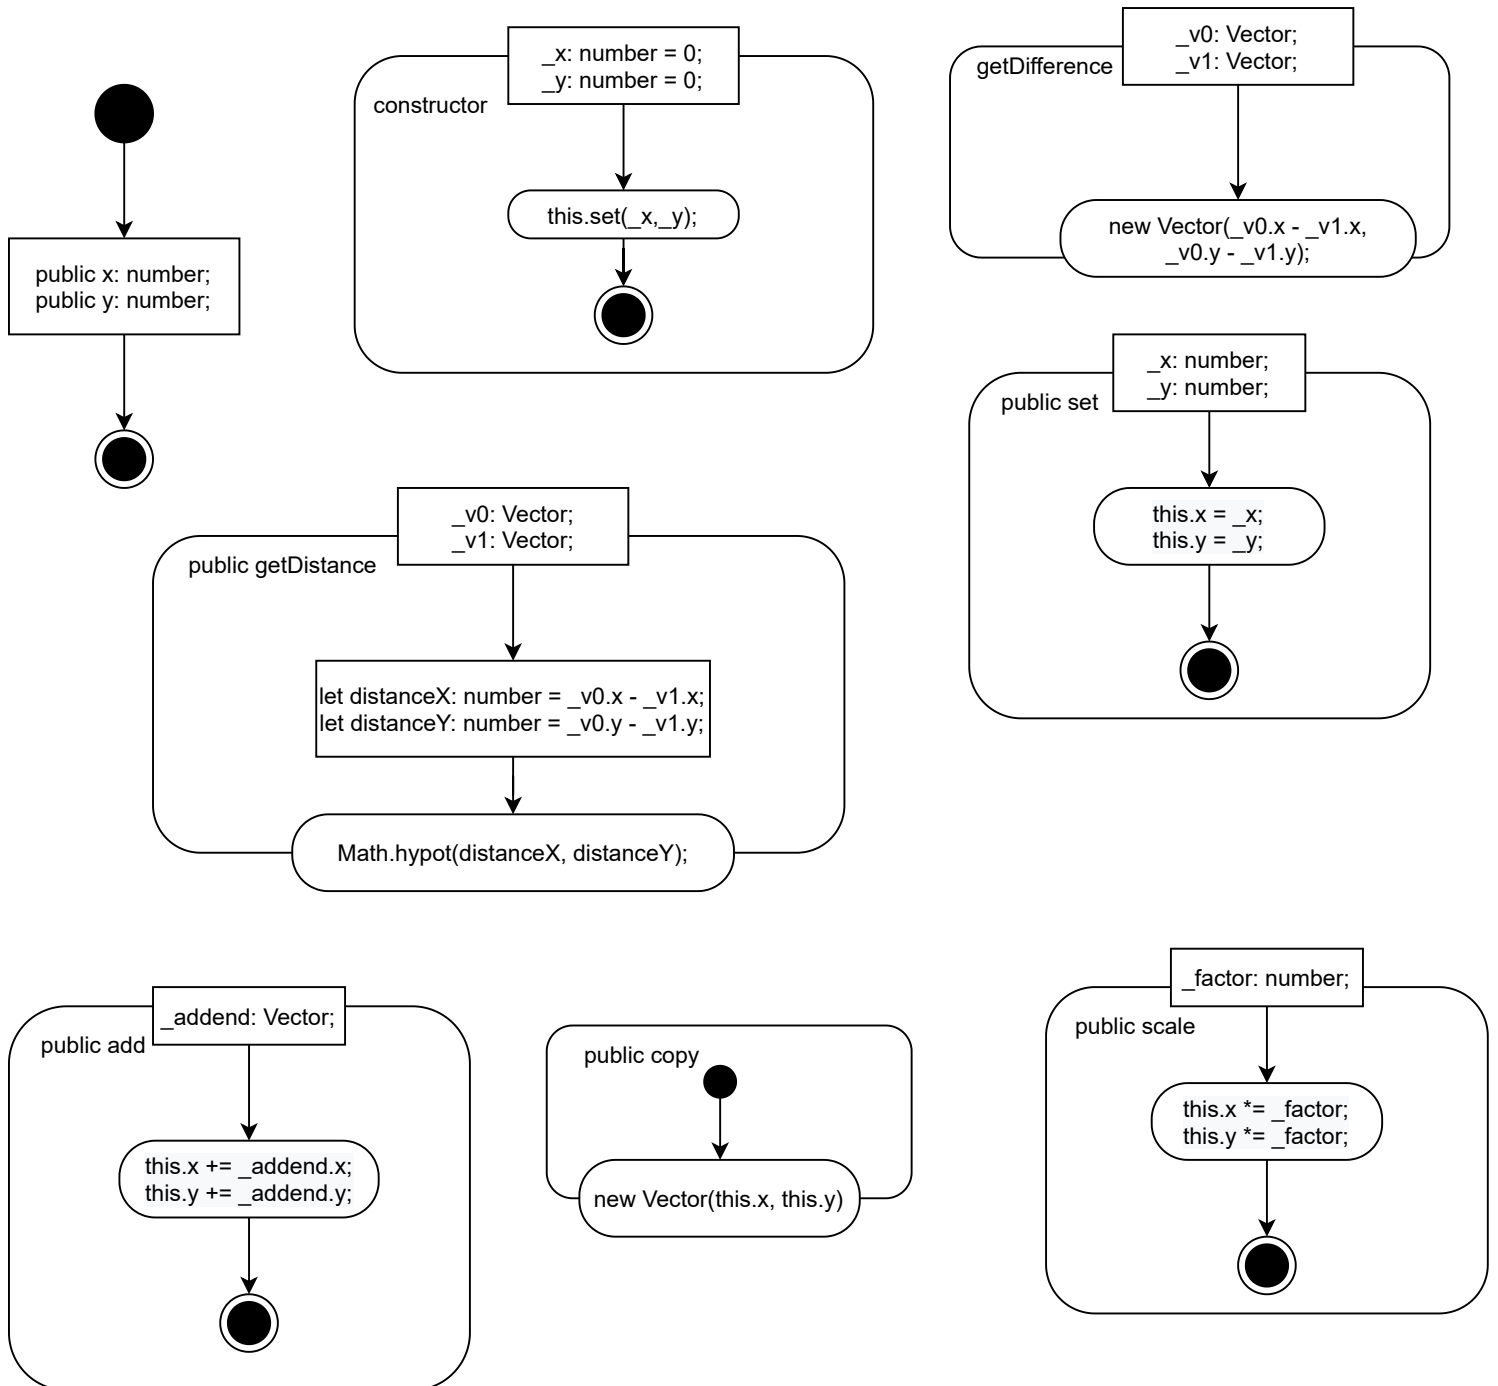 public x: number;
public y: number;
constructor
_x: number = 0;
_y: number = 0;
this.set(_x,_y);
getDifference
_v0: Vector;
_v1: Vector;
new Vector(_v0.x - _v1.x,
_v0.y - _v1.y);
public set
_x: number;
_y: number;
this.x = _x;
this.y = _y;
public getDistance
_v0: Vector;
_v1: Vector;
let distanceX: number = _v0.x - _v1.x;
let distanceY: number = _v0.y - _v1.y;
Math.hypot(distanceX, distanceY);
public add
_addend: Vector;
this.x += _addend.x;
this.y += _addend.y;
public copy
new Vector(this.x, this.y)
public scale
_factor: number;
this.x *= _factor;
this.y *= _factor;